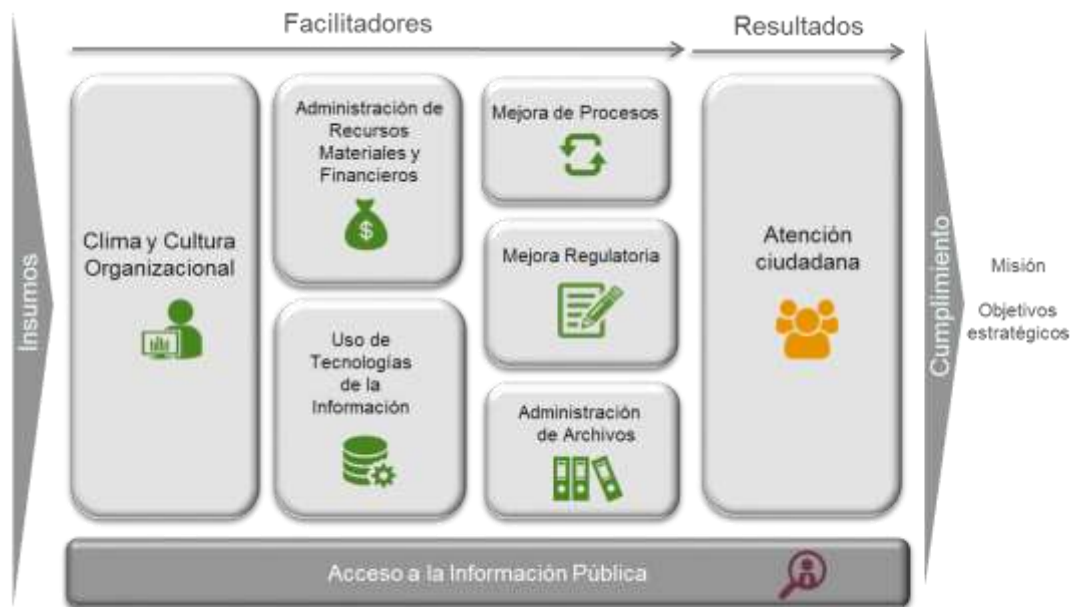 Facilitadores
Resultados
Insumos
Clima y Cultura
Organizacional
Administración de
Recursos
Materiales y
Financieros
$
Uso de
Tecnologías
de la
Información
Mejora de Procesos
Mejora Regulatoria
Administración
de Archivos
Atención
ciudadana
Cumplimiento
Misión
Objetivos
estratégicos
Acceso a la Información Pública